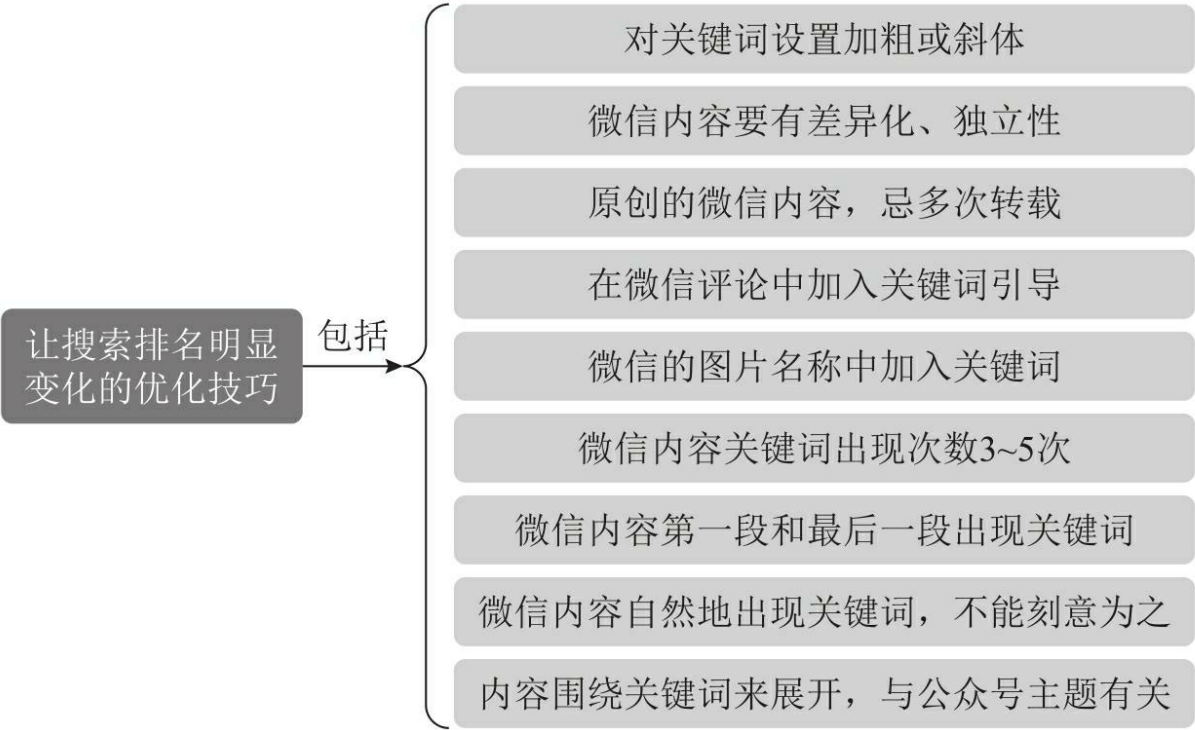 对关键词设置加粗或斜体
微信内容要有差异化、独立性
原创的微信内容，忌多次转载
在微信评论中加入关键词引导
让搜索排名明显
变化的优化技巧
包括
微信的图片名称中加入关键词
微信内容关键词出现次数3~5次
微信内容第一段和最后一段出现关键词
微信内容自然地出现关键词，不能刻意为之
内容围绕关键词来展开，与公众号主题有关